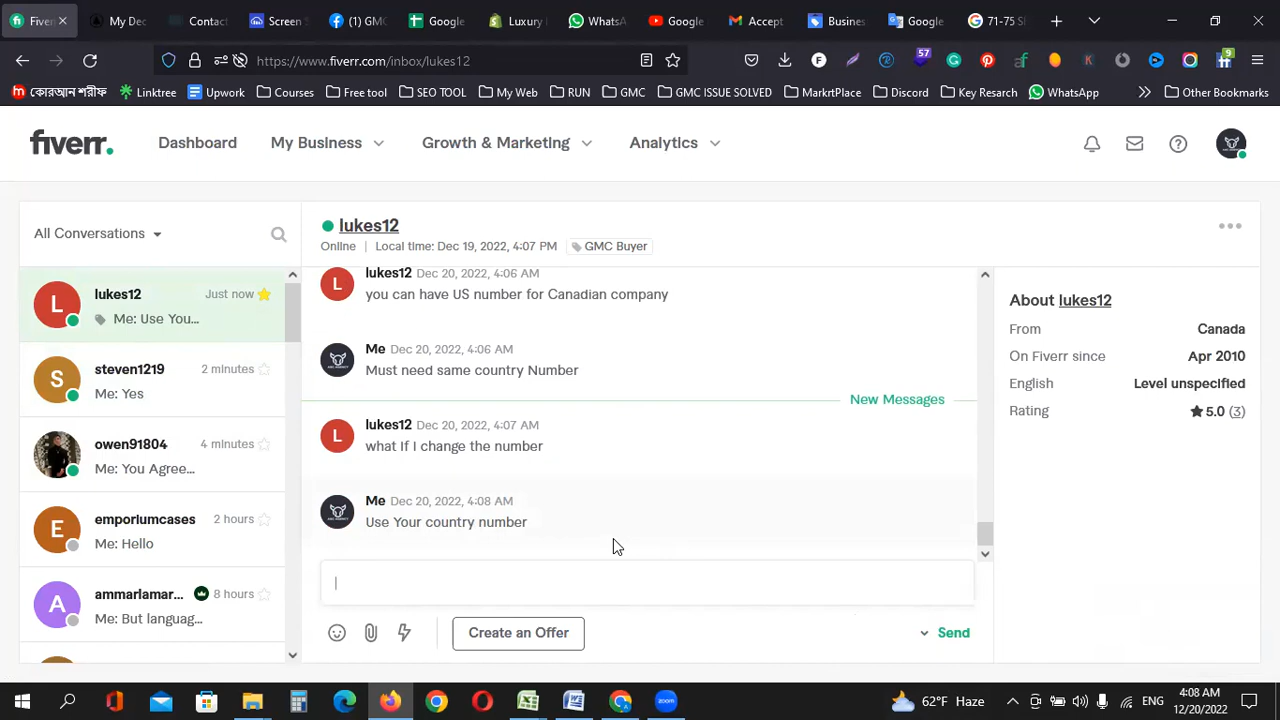 Fiverr
My Dec
Contact
Screen S
(1) GMC
Google
Luxury
WhatsA
Google
Accept
Busines
Google
71-75 S
https://www.fiverr.com/inbox/lukes12
57
9
কোরআন শরীফ
Linktree
Upwork
Courses
Free tool
SEO TOOL
My Web
RUN
GMC
GMC ISSUE SOLVED
MarkrtPlace
Discord
Key Resarch
WhatsApp
Other Bookmarks
fiverr.
Dashboard
My Business
Growth & Marketing
Analytics
All Conversations
lukes12
Online | Local time: Dec 19, 2022, 4:07 PM
GMC Buyer
L
lukes12
Just now
Me: Use You...
S
steven1219
2 minutes
Me: Yes
owen91804
4 minutes
Me: You Agree...
E
emporiumcases
2 hours
Me: Hello
A
ammarlamar...
8 hours
Me: But languag...
L
lukes12 Dec 20, 2022, 4:06 AM
you can have US number for Canadian company
Me Dec 20, 2022, 4:06 AM
Must need same country Number
New Messages
L
lukes12 Dec 20, 2022, 4:07 AM
what if I change the number
Me Dec 20, 2022, 4:08 AM
Use Your country number
Create an Offer
Send
About lukes12
From Canada
On Fiverr since Apr 2010
English Level unspecified
Rating 5.0 (3)
62°F Haze
ENG
4:08 AM
12/20/2022